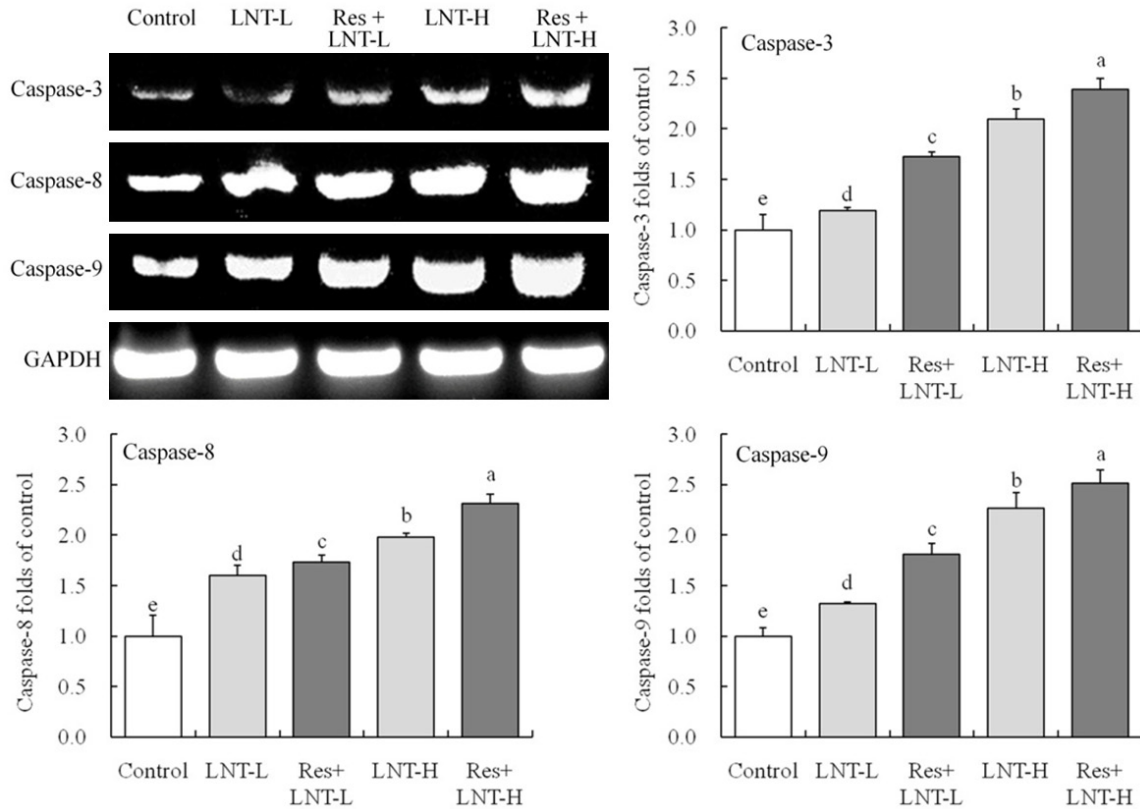 Control
LNT-L
Res +
LNT-L
LNT-H
Res +
LNT-H
Caspase-3
Caspase-8
Caspase-9
GAPDH
Caspase-3
Caspase-3 folds of control
3.0
2.5
2.0
1.5
1.0
0.5
0.0
e
d
c
b
a
Control
LNT-L
Res+
LNT-L
LNT-H
Res+
LNT-H
Caspase-8
Caspase-8 folds of control
3.0
2.5
2.0
1.5
1.0
0.5
0.0
e
d
c
b
a
Control
LNT-L
Res+
LNT-L
LNT-H
Res+
LNT-H
Caspase-9
Caspase-9 folds of control
3.0
2.5
2.0
1.5
1.0
0.5
0.0
e
d
c
b
a
Control
LNT-L
Res+
LNT-L
LNT-H
Res+
LNT-H